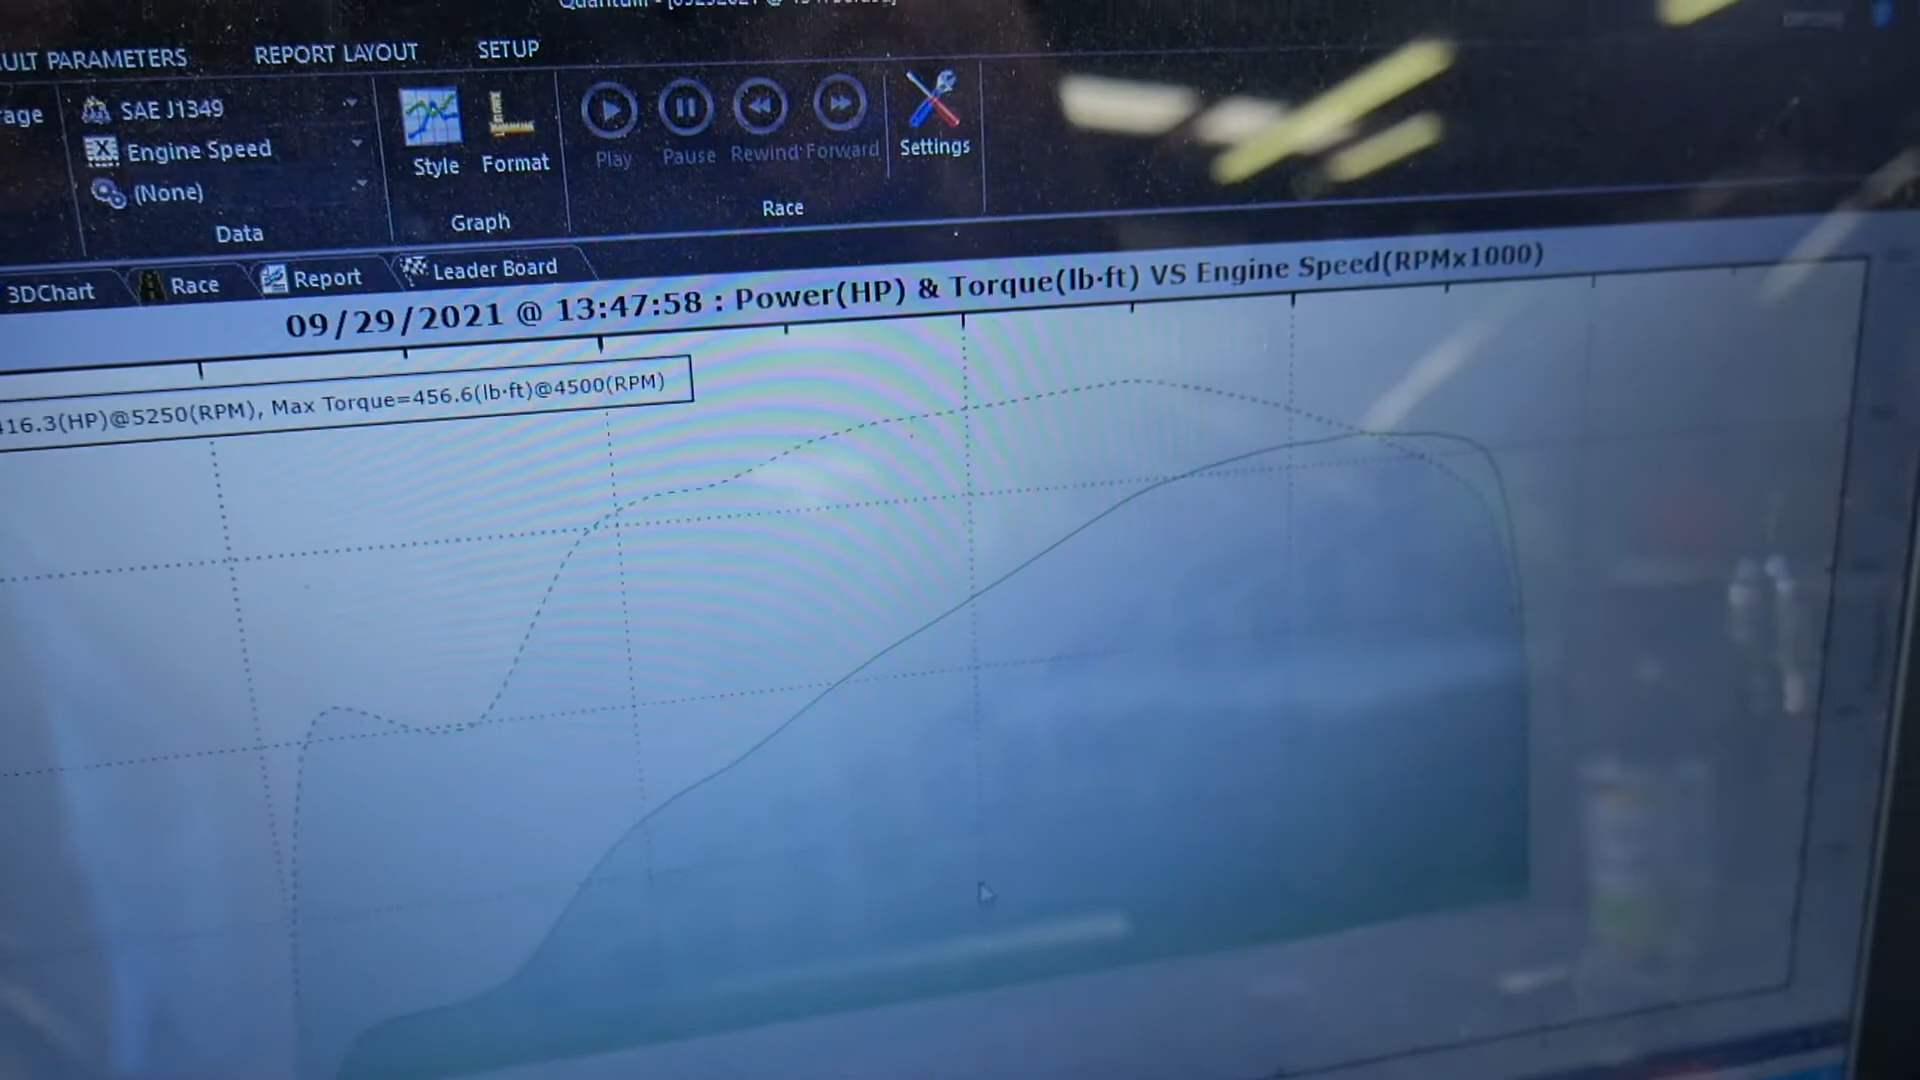 PARAMETERS REPORT LAYOUT SETUP
SAE J1349
Engine Speed
(None)
Style Format
Play Pause Rewind Forward
Settings
Data Graph Race
3DChart Race Report Leader Board
09/29/2021 @ 13:47:58 : Power(HP) & Torque(lb·ft) VS Engine Speed(RPMx1000)
16.3(HP)@5250(RPM), Max Torque=456.6(lb·ft)@4500(RPM)